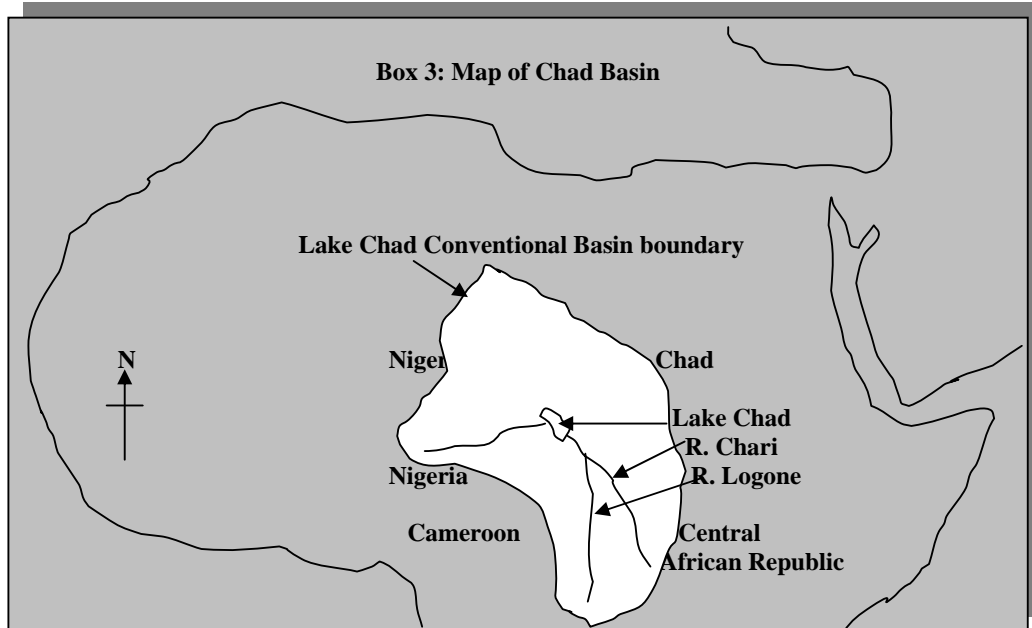 Box 3: Map of Chad Basin
Lake Chad Conventional Basin boundary
N
Niger
Chad
Lake Chad
R. Chari
Nigeria
R. Logone
Cameroon
Central
African Republic